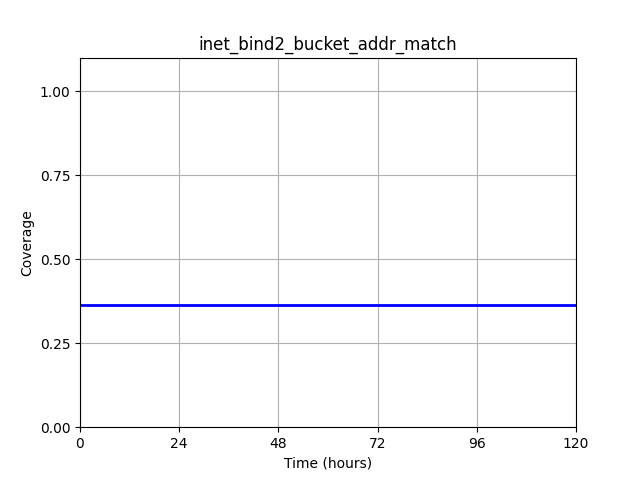 inet_bind2_bucket_addr_match
1.00
0.75
0.50
0.25
0.00
Coverage
0 24 48 72 96 120
Time (hours)